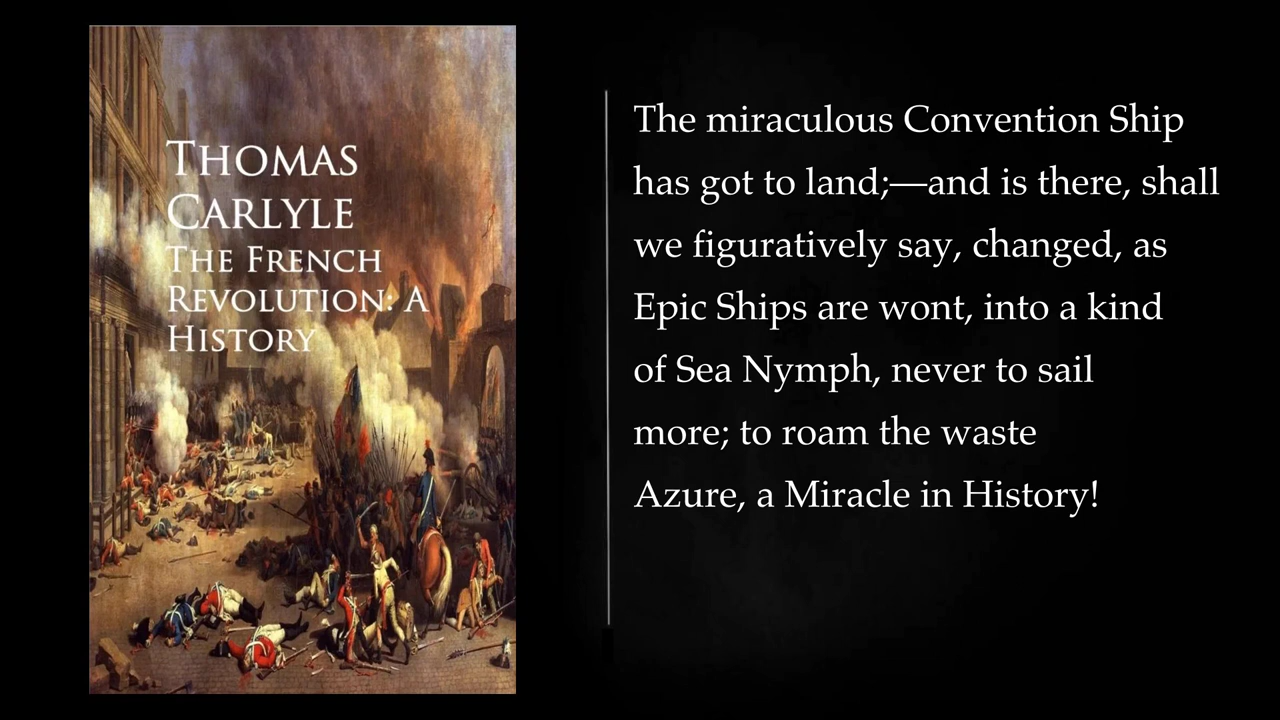 THOMAS
CARLYLE
THE FRENCH
REVOLUTION: A
HISTORY
The miraculous Convention Ship
has got to land;—and is there, shall
we figuratively say, changed, as
Epic Ships are wont, into a kind
of Sea Nymph, never to sail
more; to roam the waste
Azure, a Miracle in History!